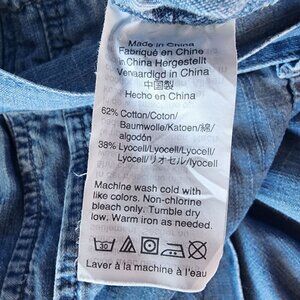 Made in China
Fabriqué en Chine
in China Hergestellt
Vervaardigd in China
中国製
Hecho en China
62% Cotton/Coton/
Baumwolle/Katoen/綿/
algodón
38% Lyocell/Lyocell/Lyocell/
Lyocell/リオセル/Lyocell
Machine wash cold with
like colors. Non-chlorine
bleach only. Tumble dry
low. Warm iron as needed.
30
Laver à la machine à l'eau